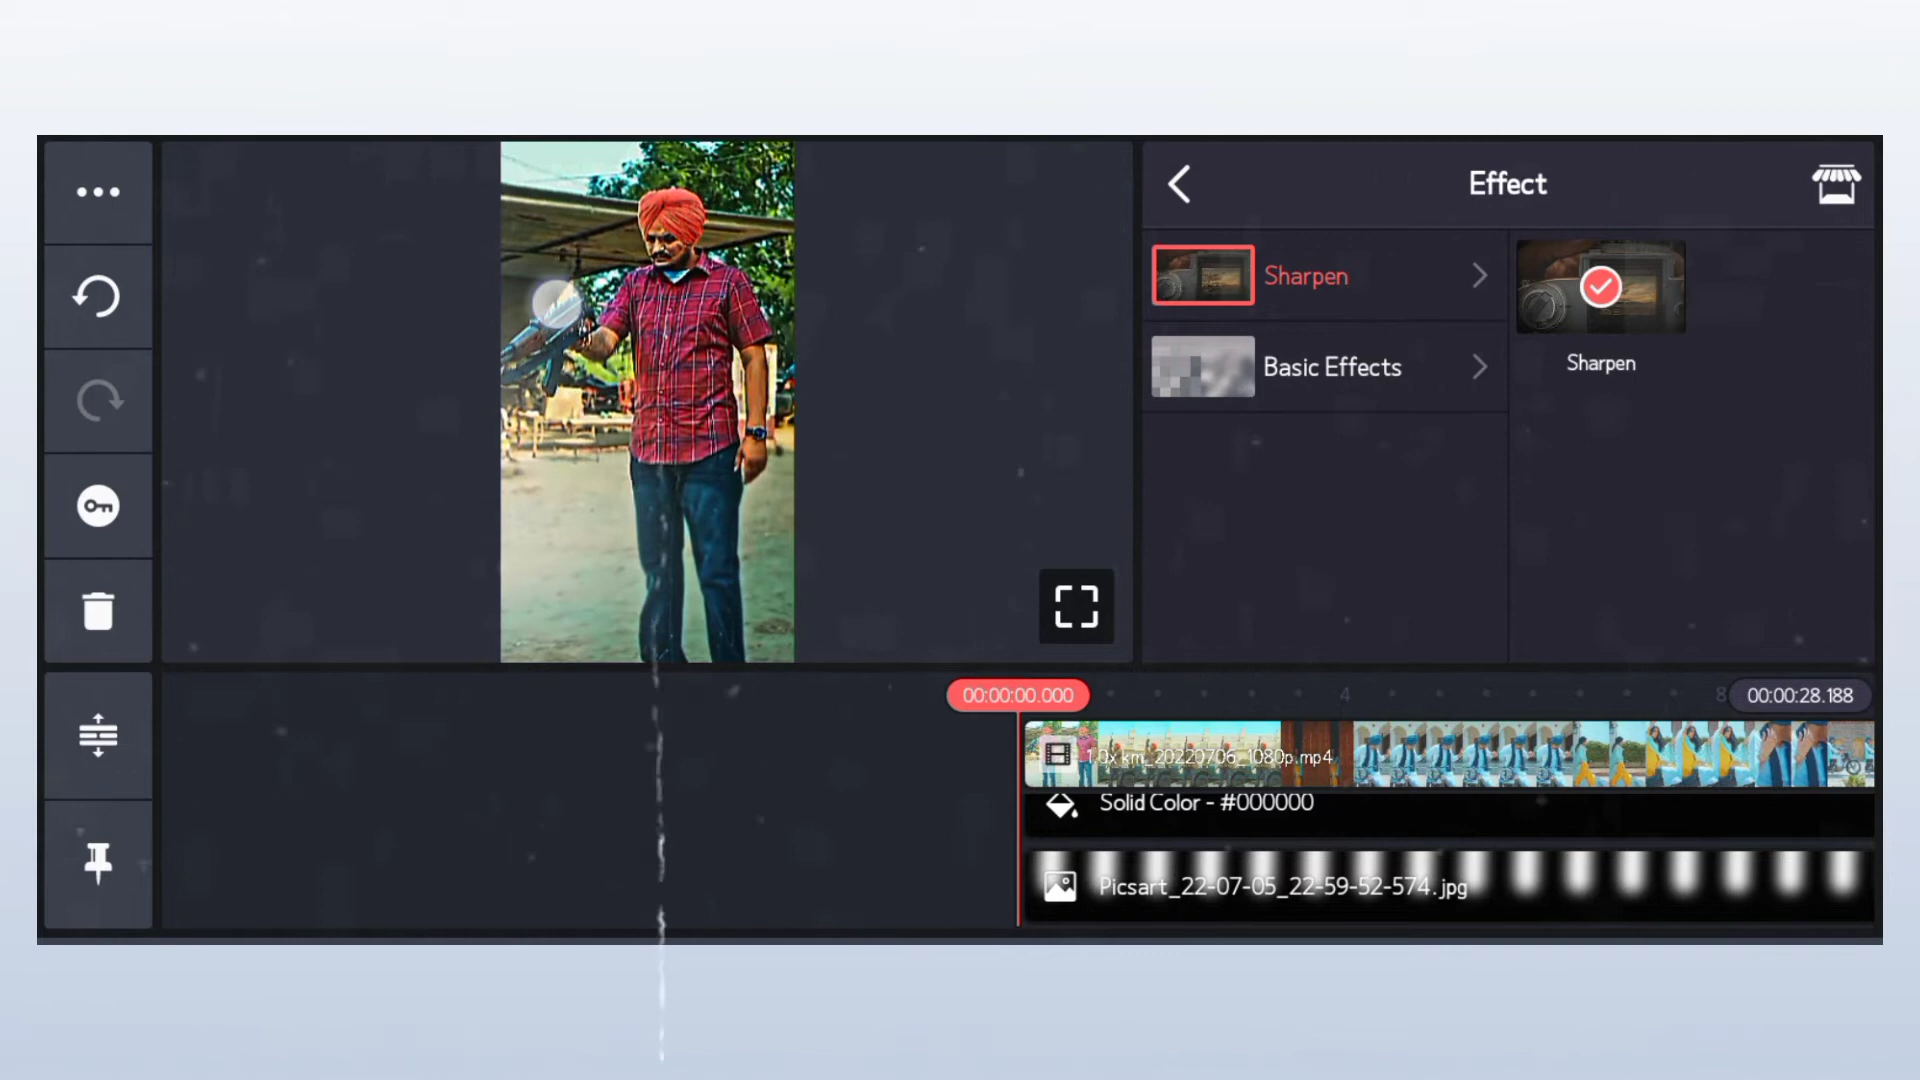 Effect
Sharpen
Sharpen
Basic Effects
00:00:00.000
4
8
00:00:28.188
1.0x km_20220706_1080p.mp4
Solid Color - #000000
Picsart_22-07-05_22-59-52-574.jpg